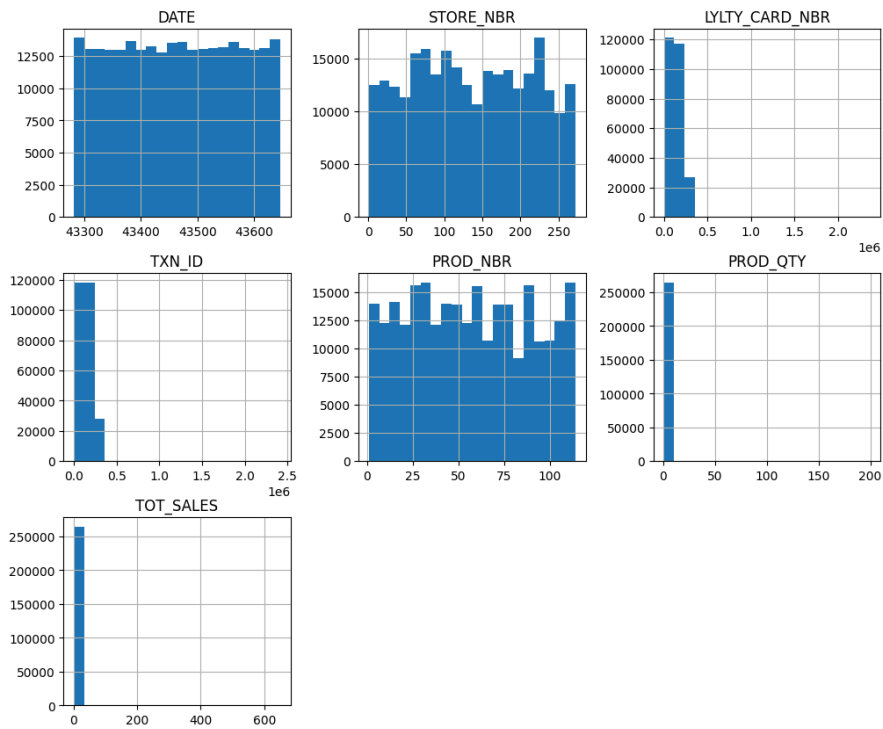 DATE
STORE_NBR
LYLTY_CARD_NBR
12500
10000
7500
5000
2500
0
43300 43400 43500 43600
15000
10000
5000
0
0 50 100 150 200 250
120000
100000
80000
60000
40000
20000
0
0.0 0.5 1.0 1.5 2.0
1e6
TXN_ID
PROD_NBR
PROD_QTY
120000
100000
80000
60000
40000
20000
0
0.0 0.5 1.0 1.5 2.0 2.5
1e6
15000
12500
10000
7500
5000
2500
0
0 25 50 75 100
250000
200000
150000
100000
50000
0
0 50 100 150 200
TOT_SALES
250000
200000
150000
100000
50000
0
0 200 400 600